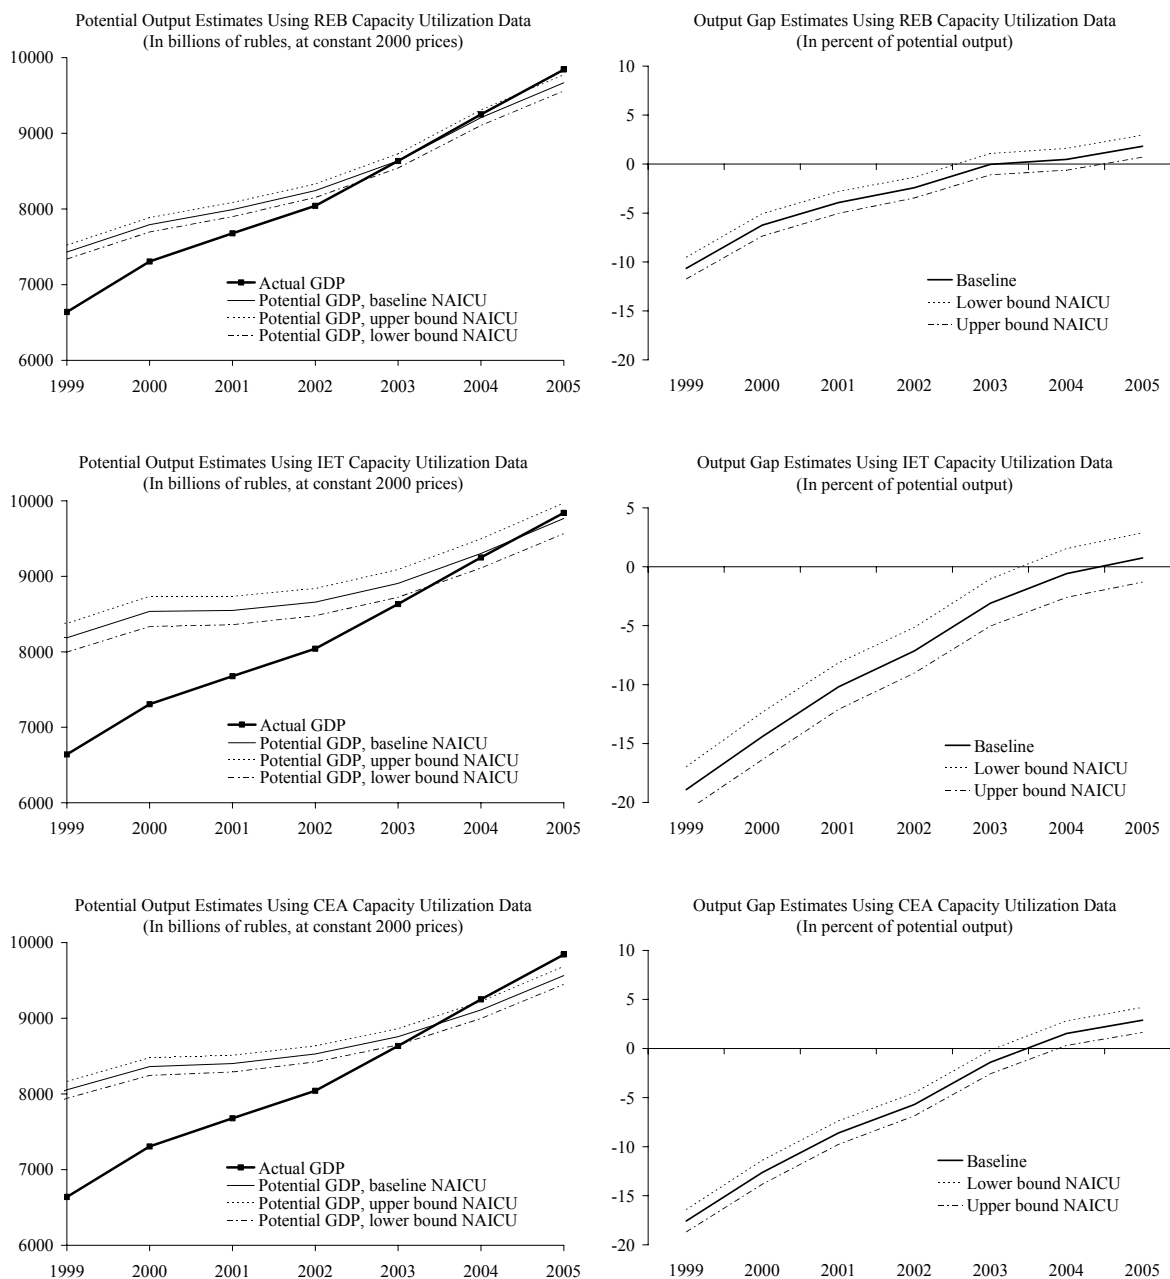 Potential Output Estimates Using REB Capacity Utilization Data
(In billions of rubles, at constant 2000 prices)
10000
9000
8000
7000
6000
Actual GDP
Potential GDP, baseline NAICU
Potential GDP, upper bound NAICU
Potential GDP, lower bound NAICU
1999 2000 2001 2002 2003 2004 2005
Output Gap Estimates Using REB Capacity Utilization Data
(In percent of potential output)
10
5
0
-5
-10
-15
-20
Baseline
Lower bound NAICU
Upper bound NAICU
1999 2000 2001 2002 2003 2004 2005
Potential Output Estimates Using IET Capacity Utilization Data
(In billions of rubles, at constant 2000 prices)
10000
9000
8000
7000
6000
Actual GDP
Potential GDP, baseline NAICU
Potential GDP, upper bound NAICU
Potential GDP, lower bound NAICU
1999 2000 2001 2002 2003 2004 2005
Output Gap Estimates Using IET Capacity Utilization Data
(In percent of potential output)
5
0
-5
-10
-15
-20
Baseline
Lower bound NAICU
Upper bound NAICU
1999 2000 2001 2002 2003 2004 2005
Potential Output Estimates Using CEA Capacity Utilization Data
(In billions of rubles, at constant 2000 prices)
10000
9000
8000
7000
6000
Actual GDP
Potential GDP, baseline NAICU
Potential GDP, upper bound NAICU
Potential GDP, lower bound NAICU
1999 2000 2001 2002 2003 2004 2005
Output Gap Estimates Using CEA Capacity Utilization Data
(In percent of potential output)
10
5
0
-5
-10
-15
-20
Baseline
Lower bound NAICU
Upper bound NAICU
1999 2000 2001 2002 2003 2004 2005